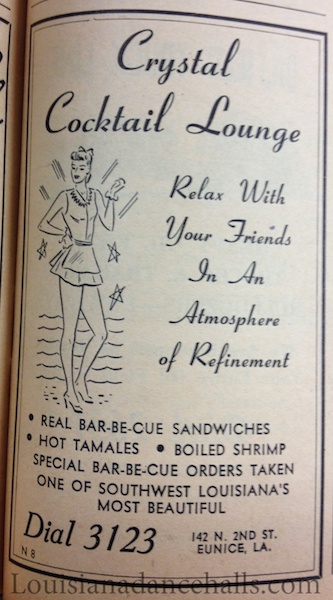 Crystal
Cocktail Lounge
Relax With
Your Friends
In An
Atmosphere
of Refinement
• REAL BAR-BE-CUE SANDWICHES
• HOT TAMALES • BOILED SHRIMP
SPECIAL BAR-BE-CUE ORDERS TAKEN
ONE OF SOUTHWEST LOUISIANA'S
MOST BEAUTIFUL
Dial 3123
142 N. 2ND ST.
EUNICE, LA.
N 8
Louisianadancehalls.com